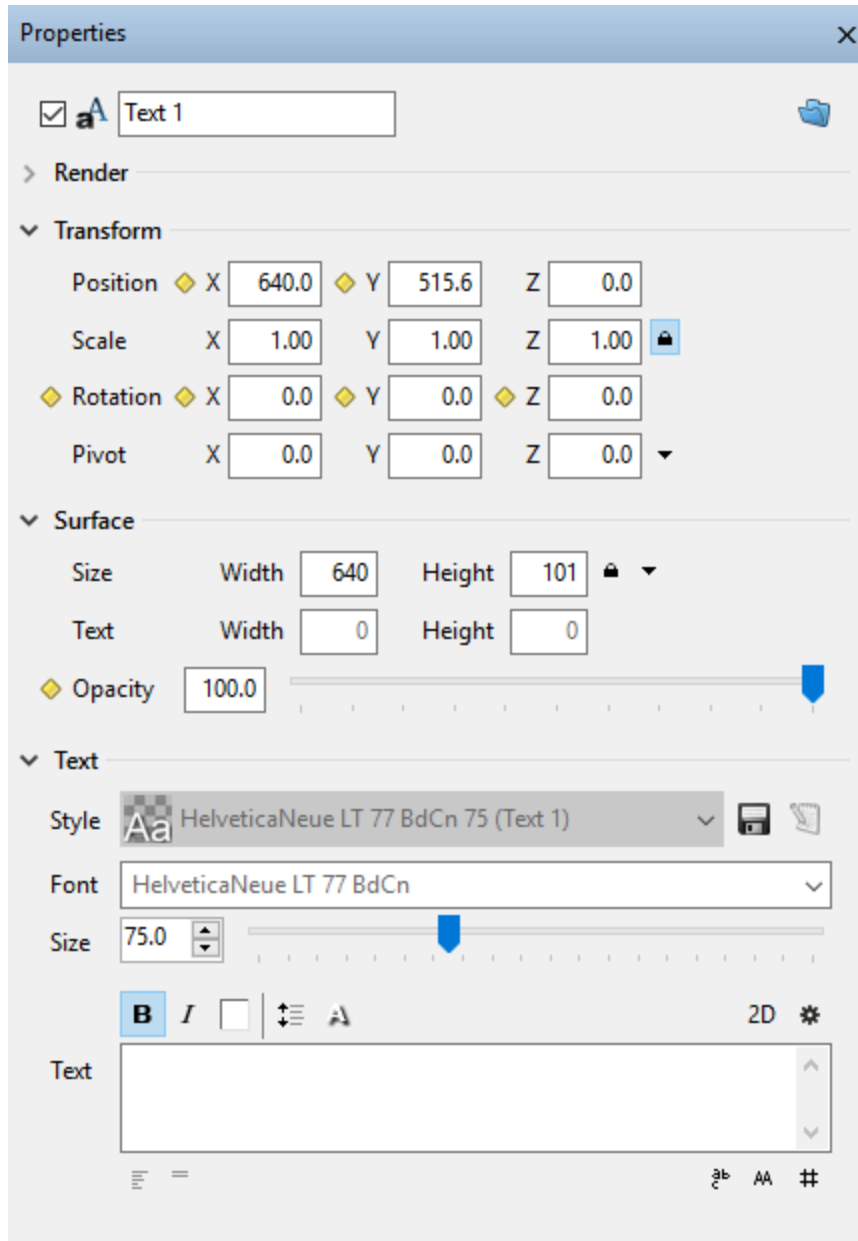 Properties
aA Text 1
Render
Transform
Position X 640.0 Y 515.6 Z 0.0
Scale X 1.00 Y 1.00 Z 1.00
Rotation X 0.0 Y 0.0 Z 0.0
Pivot X 0.0 Y 0.0 Z 0.0
Surface
Size Width 640 Height 101
Text Width 0 Height 0
Opacity 100.0
Text
Style Aa HelveticaNeue LT 77 BdCn 75 (Text 1)
Font HelveticaNeue LT 77 BdCn
Size 75.0
B I A 2D
Text
abc AA #